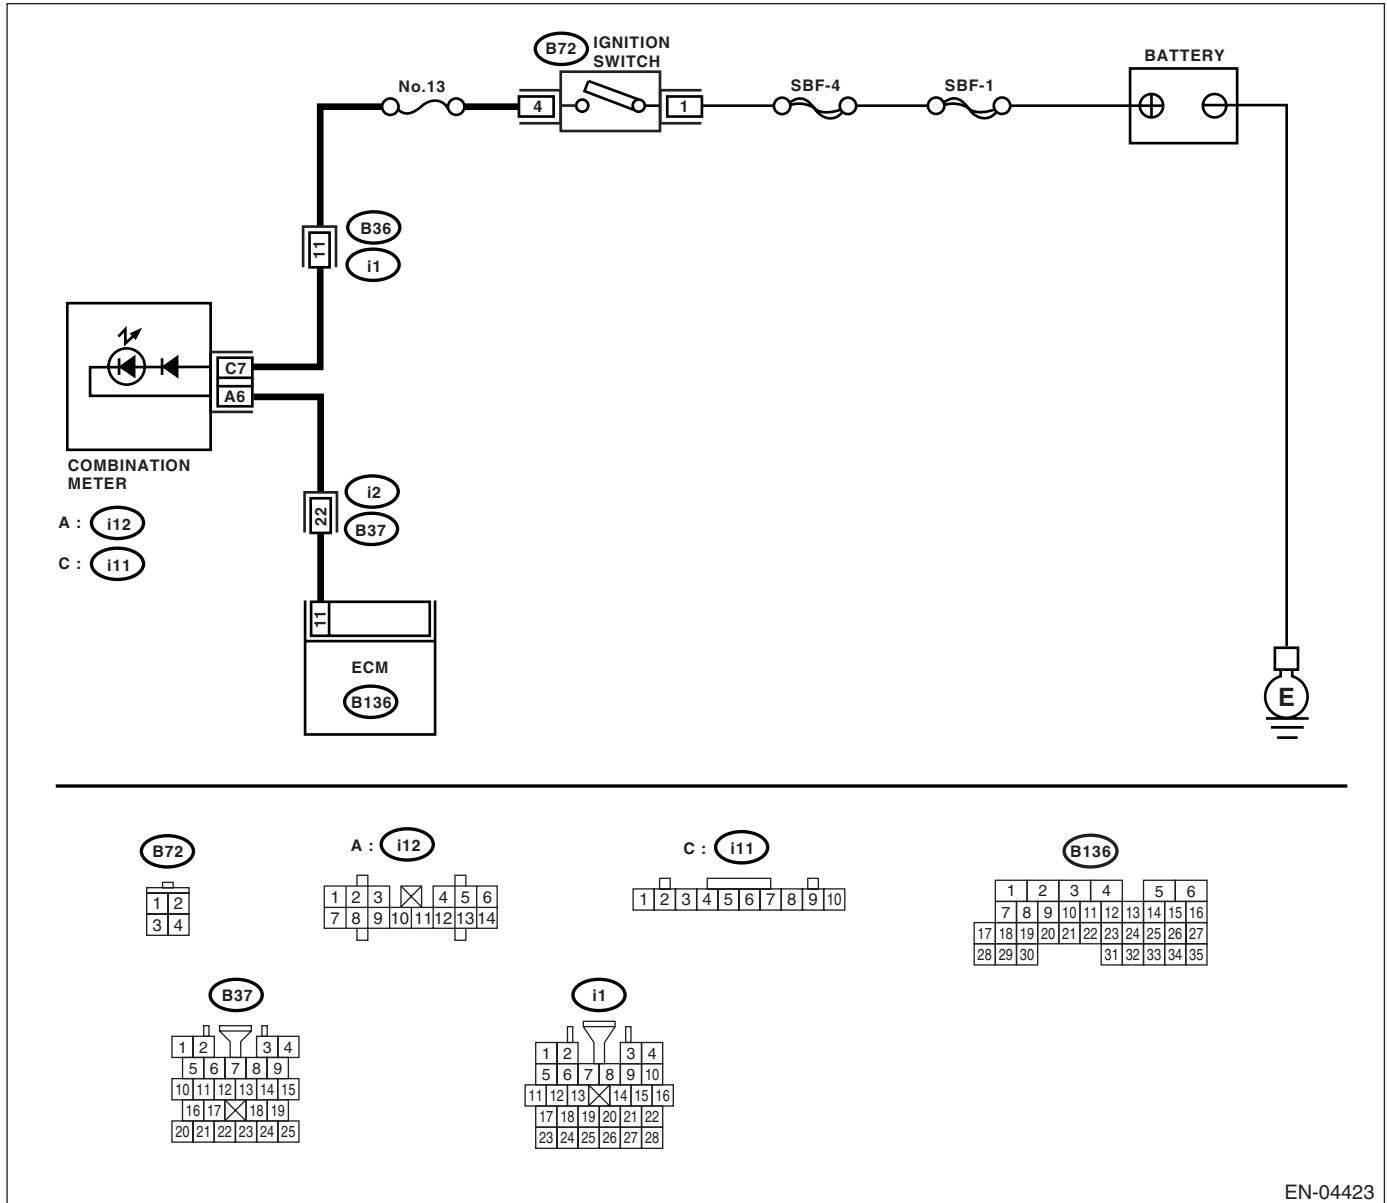 B72 IGNITION
SWITCH
BATTERY
No.13
SBF-4
SBF-1
4
1
11
B36
i1
C7
A6
COMBINATION
METER
A : i12
C : i11
22
i2
B37
11
ECM
B136
E
B72
1 2
3 4
A : i12
1 2 3 4 5 6
7 8 9 10 11 12 13 14
C : i11
1 2 3 4 5 6 7 8 9 10
B136
1 2 3 4 5 6
7 8 9 10 11 12 13 14 15 16
17 18 19 20 21 22 23 24 25 26 27
28 29 30 31 32 33 34 35
B37
1 2 3 4
5 6 7 8 9
10 11 12 13 14 15
16 17 18 19
20 21 22 23 24 25
i1
1 2 3 4
5 6 7 8 9 10
11 12 13 14 15 16
17 18 19 20 21 22
23 24 25 26 27 28
EN-04423